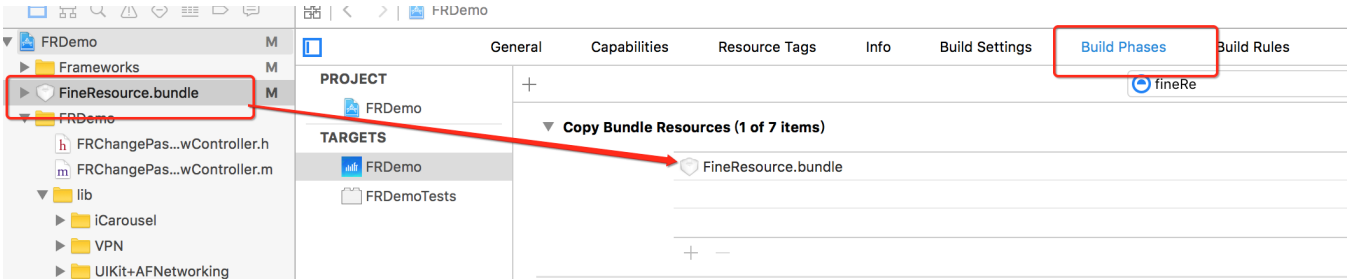 FRDemo
FRDemo M
Frameworks M
FineResource.bundle M
FRDemo
h FRChangePas...wController.h
m FRChangePas...wController.m
lib
iCarousel
VPN
UIKit+AFNetworking
General Capabilities Resource Tags Info Build Settings Build Phases Build Rules
PROJECT
FRDemo
TARGETS
FRDemo
FRDemoTests
fineRe
Copy Bundle Resources (1 of 7 items)
FineResource.bundle